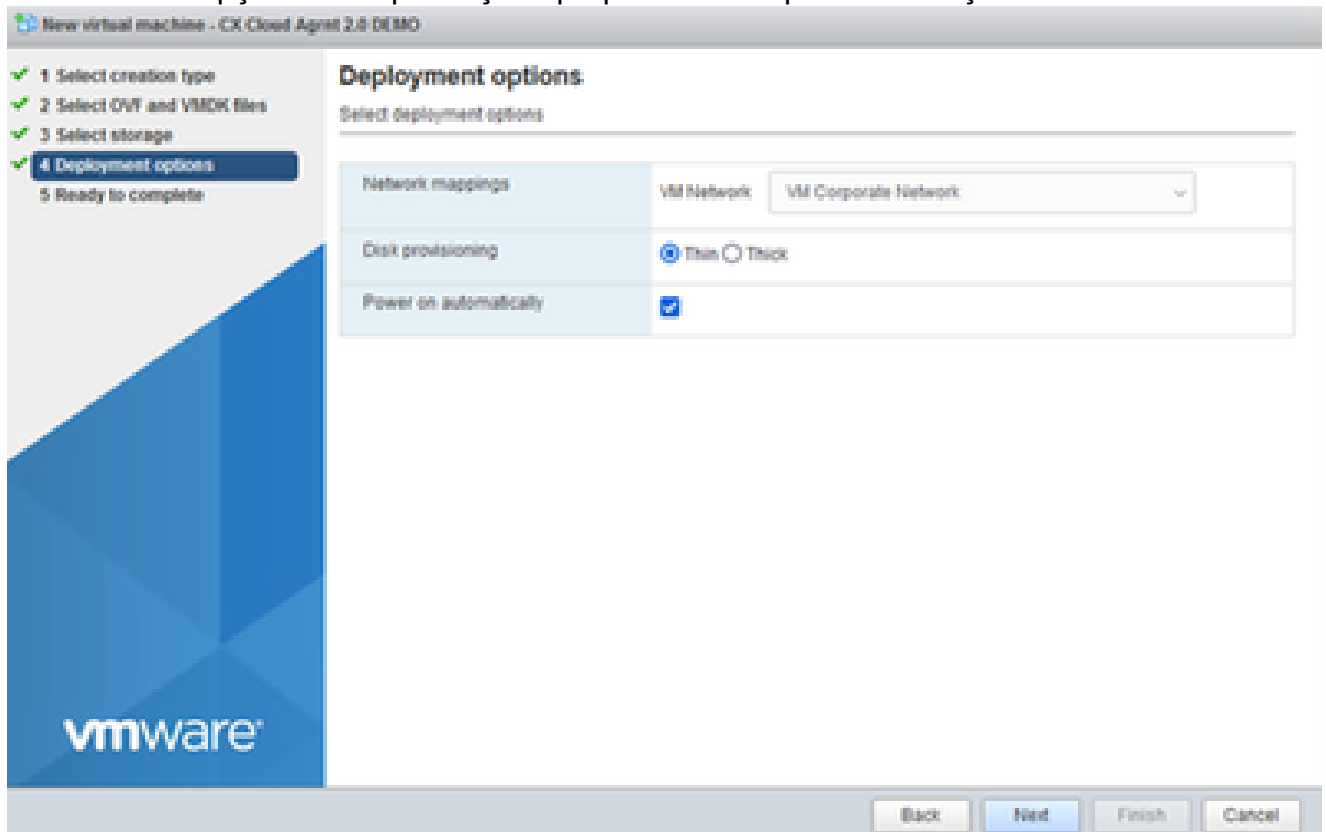 New virtual machine - CX Cloud Agrnt 2.0 DEMO
1 Select creation type
2 Select OVF and VMDK files
3 Select storage
4 Deployment options
5 Ready to complete
Deployment options
Select deployment options
Network mappings
VM Network VM Corporate Network
Disk provisioning
Thin Thick
Power on automatically
vmware
Back Next Finish Cancel